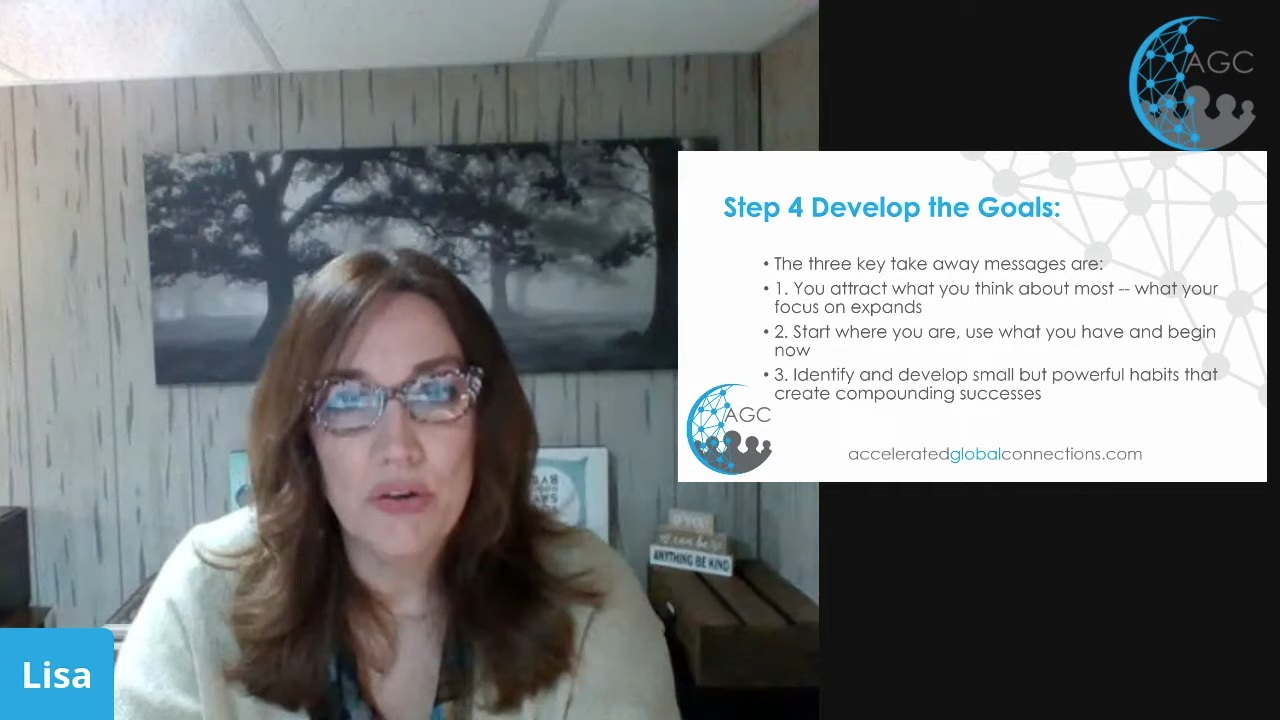 AGC
Step 4 Develop the Goals:
• The three key take away messages are:
• 1. You attract what you think about most -- what your
focus on expands
• 2. Start where you are, use what you have and begin
now
• 3. Identify and develop small but powerful habits that
create compounding successes
AGC
acceleratedglobalconnections.com
can be
ANYTHING BE KIND
Lisa